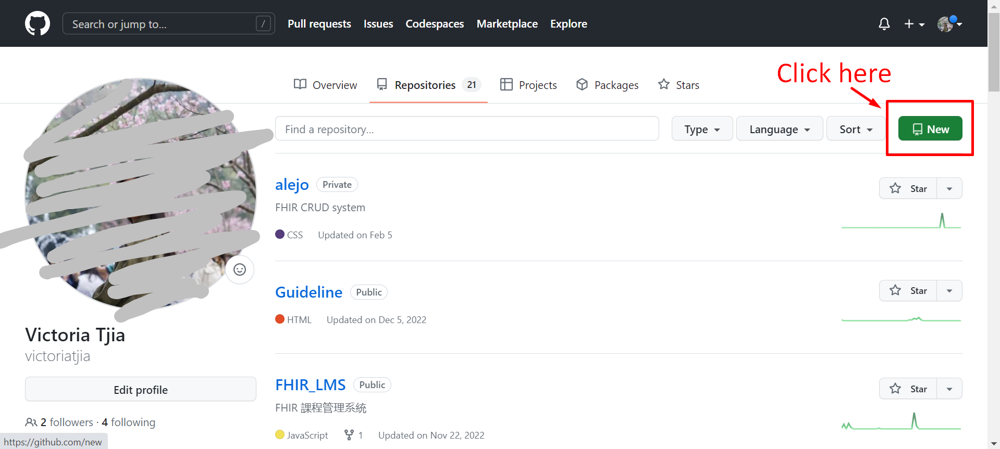 Search or jump to... /
Pull requests Issues Codespaces Marketplace Explore
Click here
Overview Repositories 21 Projects Packages Stars
Find a repository... Type Language Sort New
alejo Private Star
FHIR CRUD system
CSS Updated on Feb 5
Guideline Public Star
HTML Updated on Dec 5, 2022
Victoria Tjia
victoriatjia
Edit profile
2 followers · 4 following
FHIR_LMS Public Star
FHIR 課程管理系統
JavaScript 1 Updated on Nov 22, 2022
https://github.com/new